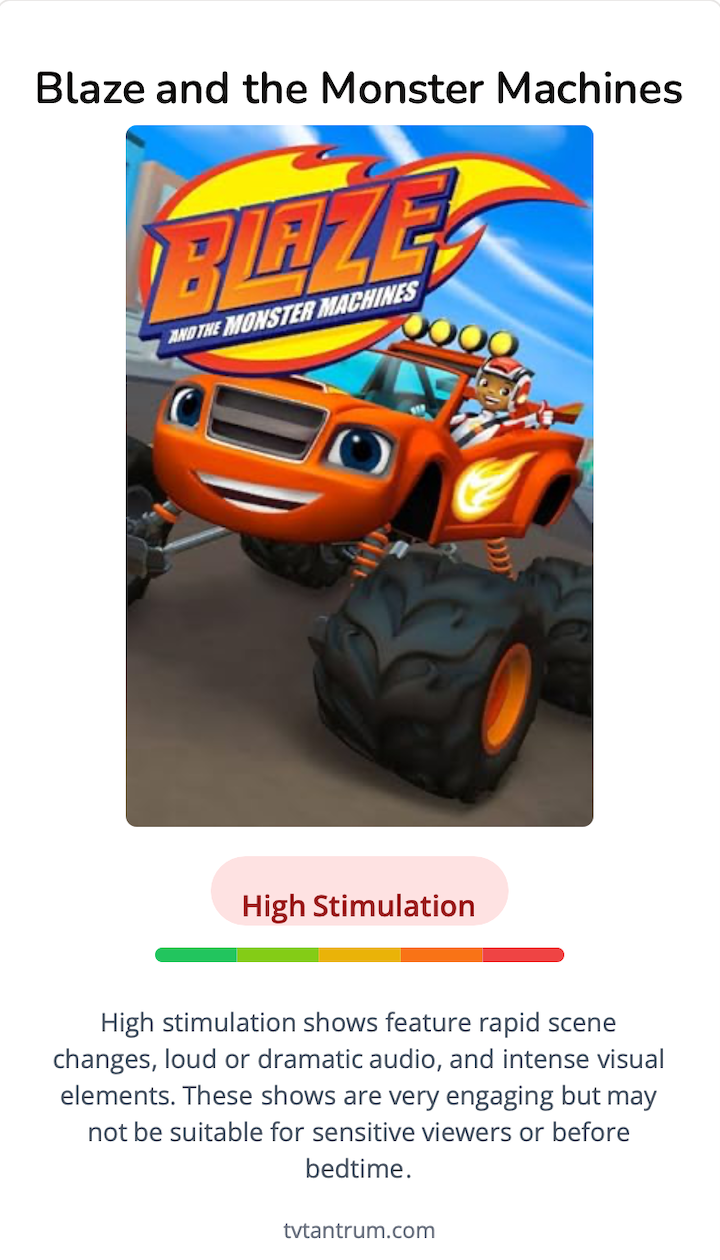 Blaze and the Monster Machines
BLAZE
AND THE MONSTER MACHINES
High Stimulation
High stimulation shows feature rapid scene
changes, loud or dramatic audio, and intense visual
elements. These shows are very engaging but may
not be suitable for sensitive viewers or before
bedtime.
tvtantrum.com